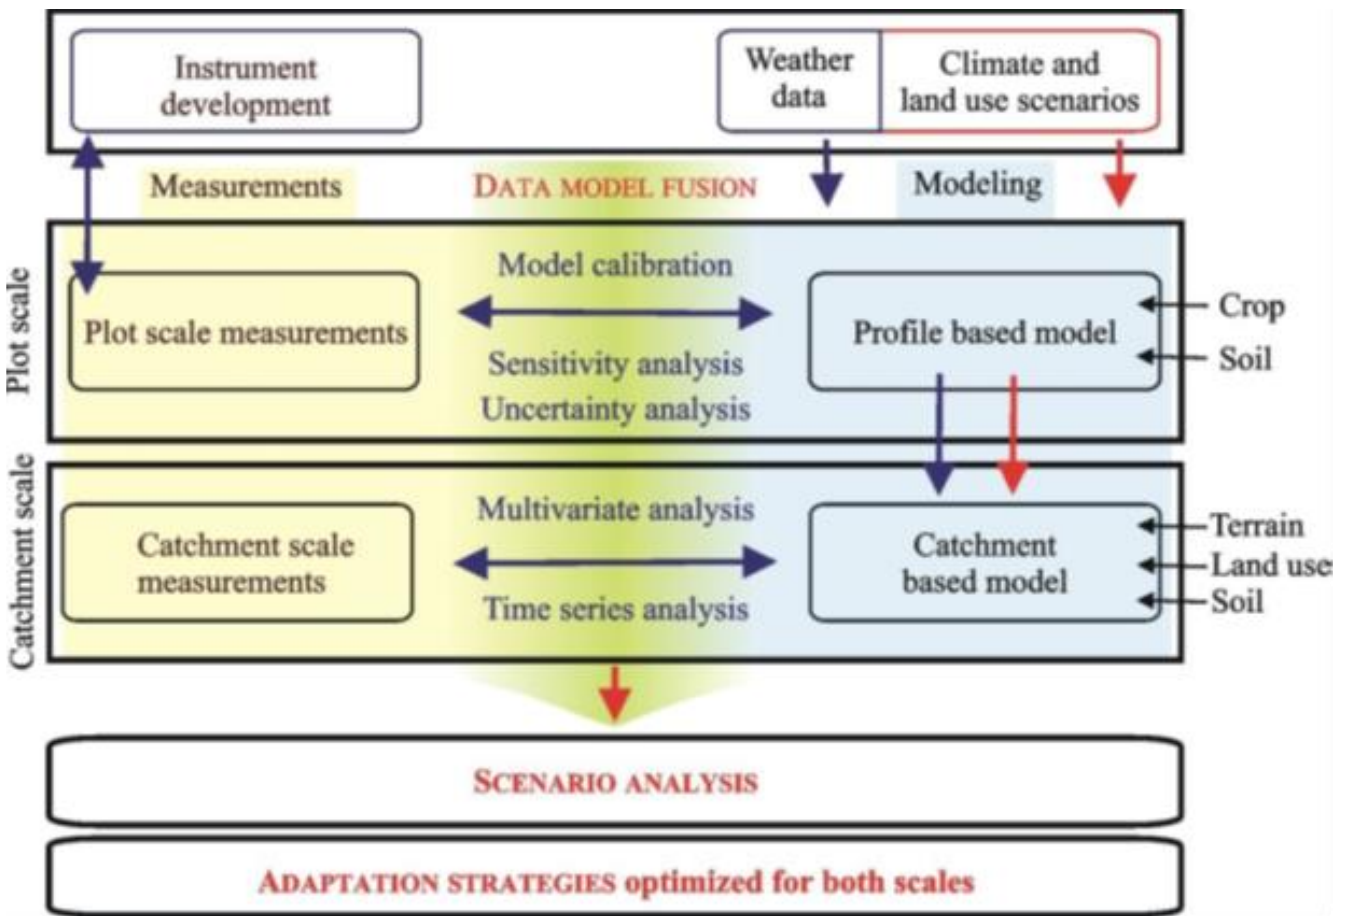 Instrument
development
Weather
data
Climate and
land use scenarios
Measurements
DATA MODEL FUSION
Modeling
Plot scale
Plot scale measurements
Model calibration
Sensitivity analysis
Uncertainty analysis
Profile based model
Crop
Soil
Catchment scale
Catchment scale
measurements
Multivariate analysis
Time series analysis
Catchment
based model
Terrain
Land use
Soil
SCENARIO ANALYSIS
ADAPTATION STRATEGIES optimized for both scales